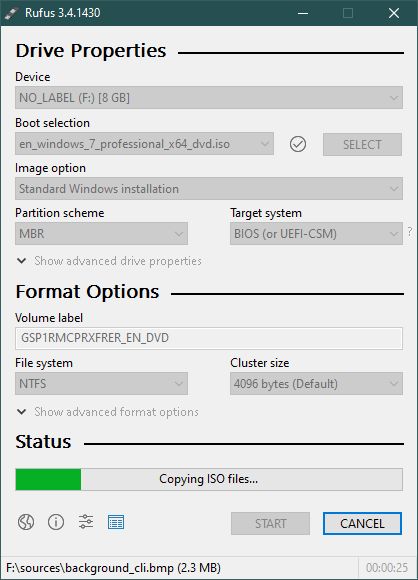 Rufus 3.4.1430
Drive Properties
Device
NO_LABEL (F:) [8 GB]
Boot selection
en_windows_7_professional_x64_dvd.iso
SELECT
Image option
Standard Windows installation
Partition scheme Target system
MBR BIOS (or UEFI-CSM) ?
Show advanced drive properties
Format Options
Volume label
GSP1RMCPRXFRER_EN_DVD
File system Cluster size
NTFS 4096 bytes (Default)
Show advanced format options
Status
Copying ISO files...
START CANCEL
F:\sources\background_cli.bmp (2.3 MB) 00:00:25